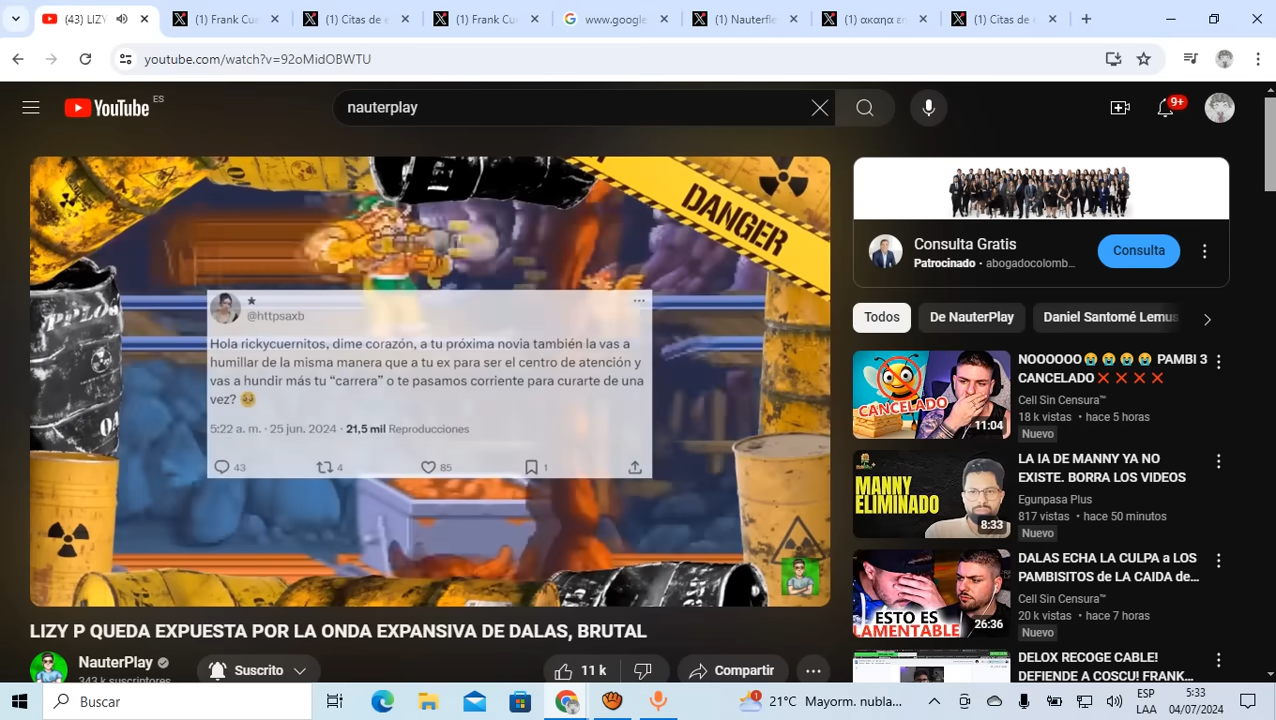 (43) LIZY
(1) Frank Cu
(1) Citas de e
(1) Frank Cu
www.google
(1) Nauterfle
(1) Citas de e
youtube.com/watch?v=92oMidOBWTU
YouTube ES
nauterplay
9+
DANGER
★
@httpsaxb
Hola rickycuernitos, dime corazón, a tu próxima novia también la vas a
humillar de la misma manera que a tu ex para ser el centro de atención y
vas a hundir más tu “carrera” o te pasamos corriente para curarte de una
vez? 🥺
5:22 a. m. · 25 jun. 2024 · 21,5 mil Reproducciones
43 4 85 1
LIZY P QUEDA EXPUESTA POR LA ONDA EXPANSIVA DE DALAS, BRUTAL
NauterPlay
343 k suscriptores
Suscrito
11 k
Compartir
Consulta Gratis
Patrocinado · abogadocolomb...
Consulta
Todos
De NauterPlay
Daniel Santomé Lemus
CANCELADO
11:04
NOOOOOO😭😭😭😭 PAMBI 3
CANCELADO❌❌❌❌
Cell Sin Censura™
18 k vistas • hace 5 horas
Nuevo
MANNY
ELIMINADO
8:33
LA IA DE MANNY YA NO
EXISTE. BORRA LOS VIDEOS
Egunpasa Plus
817 vistas • hace 50 minutos
Nuevo
ESTO ES
LAMENTABLE
26:36
DALAS ECHA LA CULPA a LOS
PAMBISITOS de LA CAIDA de...
Cell Sin Censura™
20 k vistas • hace 7 horas
Nuevo
DELOX RECOGE CABLE!
DEFIENDE A COSCU! FRANK...
Buscar
1
21°C Mayorm. nubla...
ESP
LAA
5:33
04/07/2024